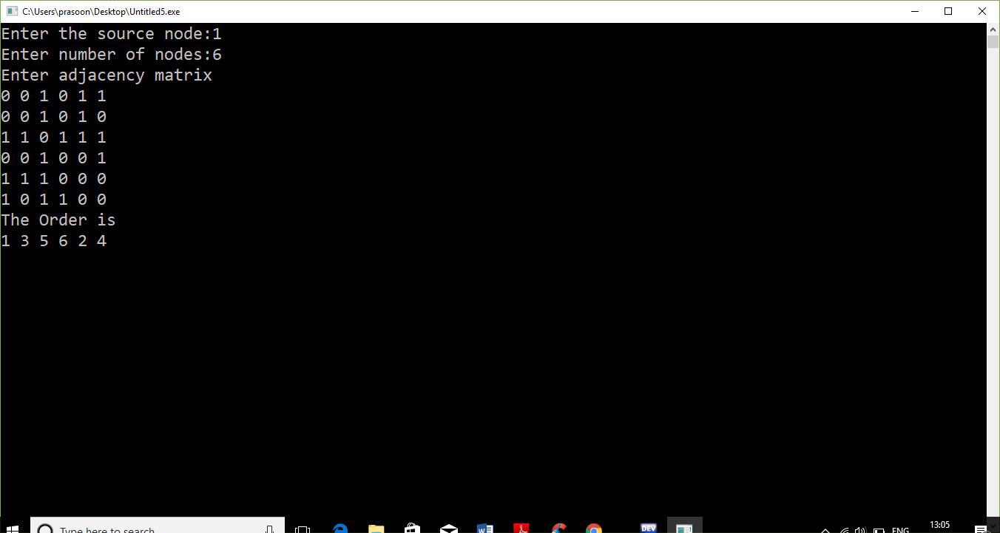 C:\Users\prasoon\Desktop\Untitled5.exe
Enter the source node:1
Enter number of nodes:6
Enter adjacency matrix
0 0 1 0 1 1
0 0 1 0 1 0
1 1 0 1 1 1
0 0 1 0 0 1
1 1 1 0 0 0
1 0 1 1 0 0
The Order is
1 3 5 6 2 4
Type here to search
W
DEV
ENG
13:05